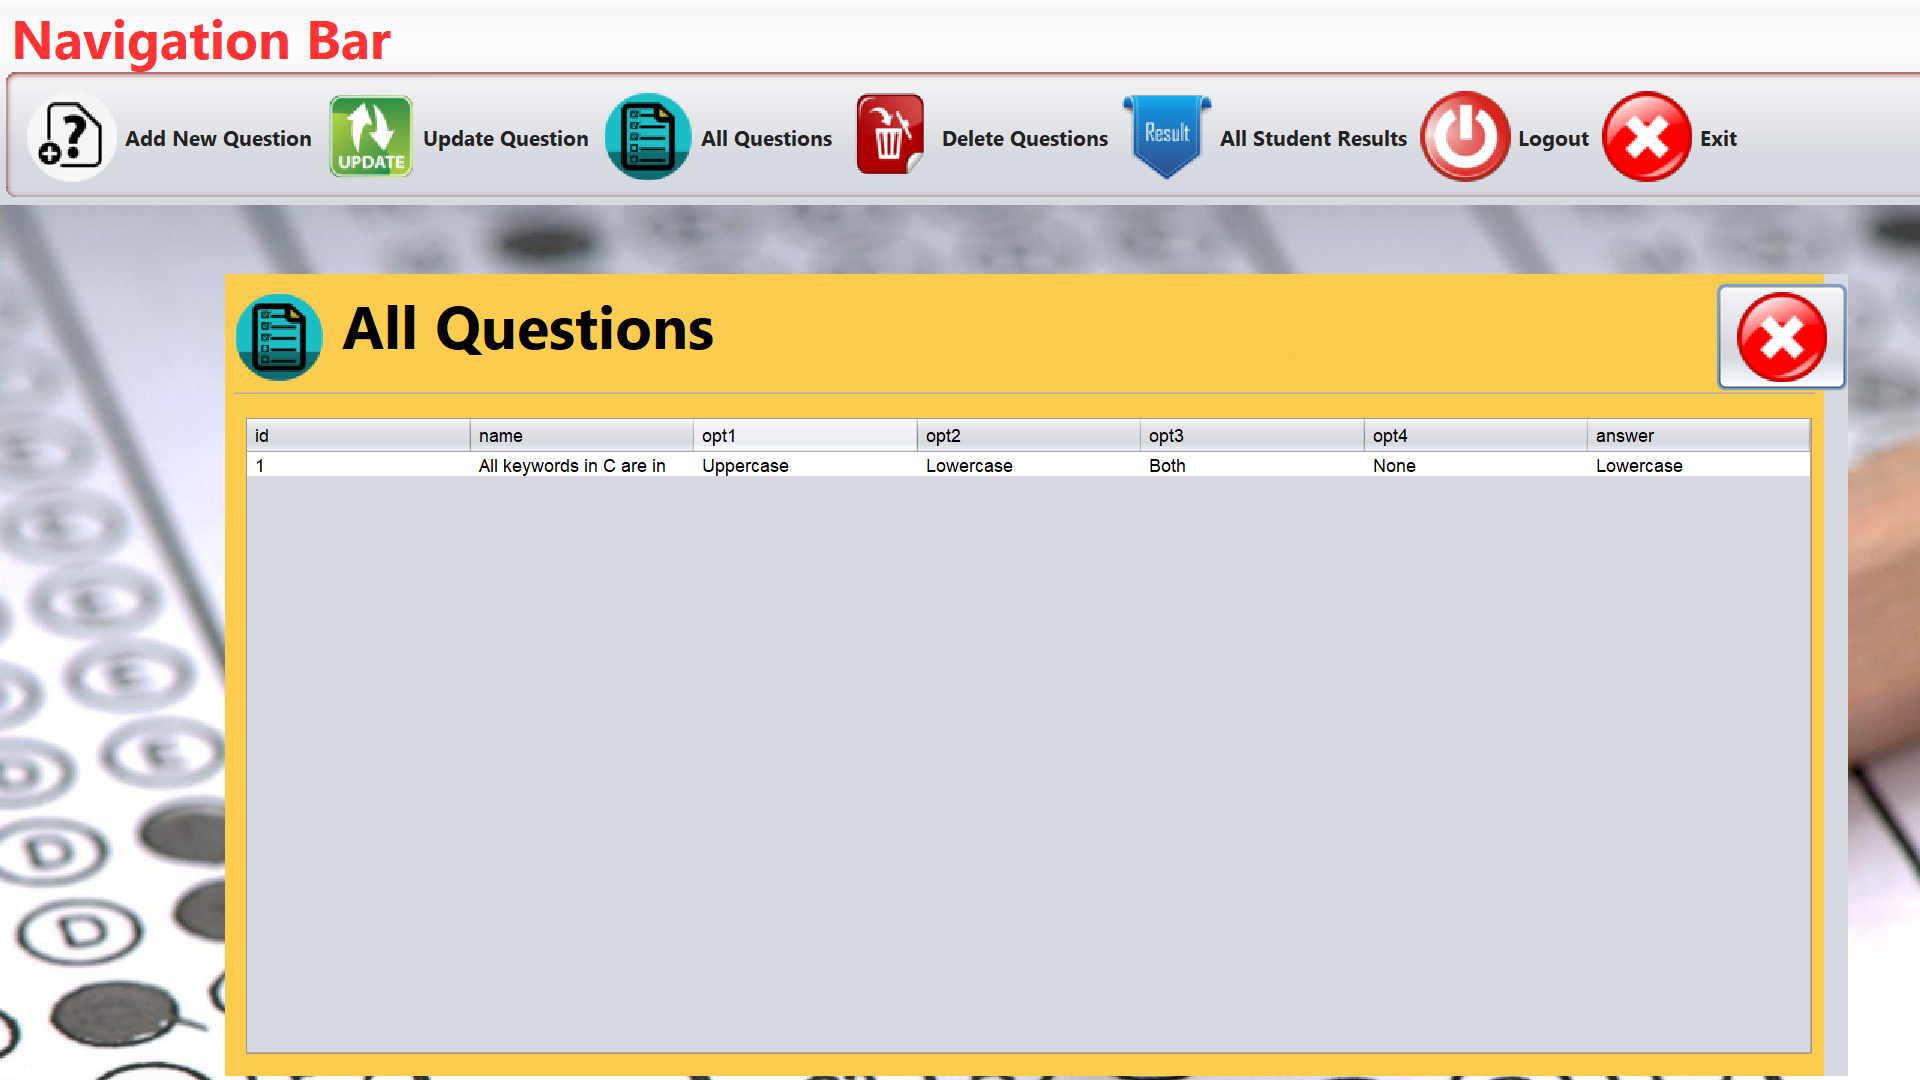 Navigation Bar
Add New Question UPDATE Update Question All Questions Delete Questions Result All Student Results Logout Exit
All Questions
id name opt1 opt2 opt3 opt4 answer
1 All keywords in C are in Uppercase Lowercase Both None Lowercase
E
E
E
D
D
D